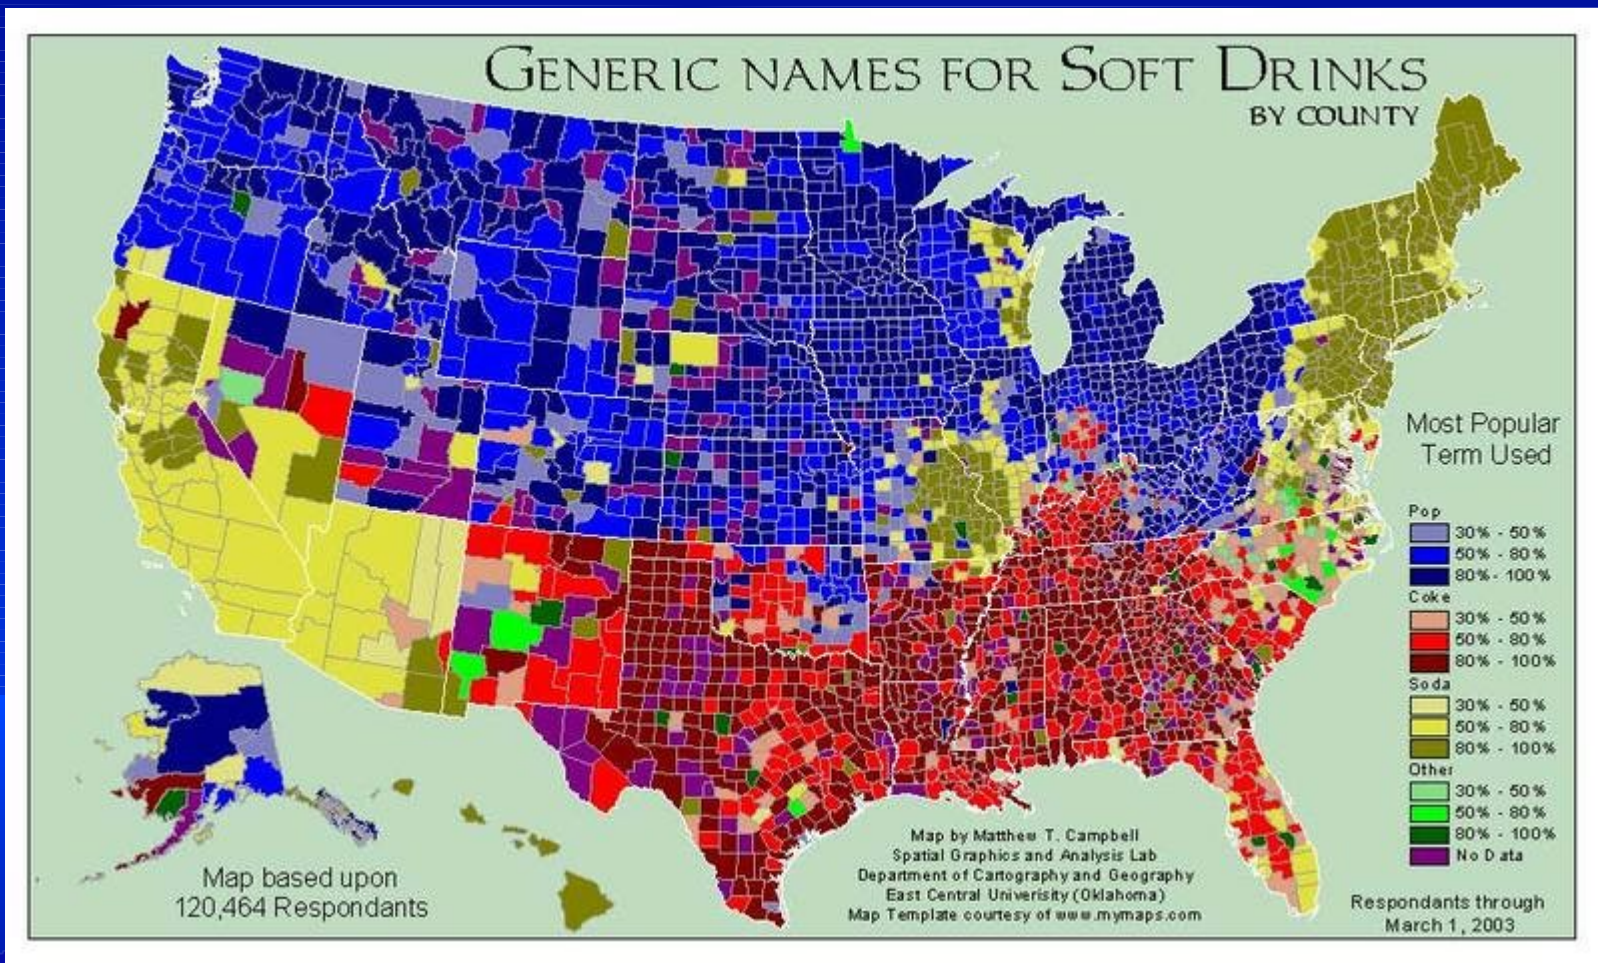 GENERIC NAMES FOR SOFT DRINKS
BY COUNTY
Most Popular
Term Used
Pop
30% - 50%
50% - 80%
80% - 100%
Coke
30% - 50%
50% - 80%
80% - 100%
Soda
30% - 50%
50% - 80%
80% - 100%
Other
30% - 50%
50% - 80%
80% - 100%
No Data
Map based upon
120,464 Respondants
Map by Matthew T. Campbell
Spatial Graphics and Analysis Lab
Department of Cartography and Geography
East Central Univerisity (Oklahoma)
Map Template courtesy of www.mymaps.com
Respondants through
March 1, 2003